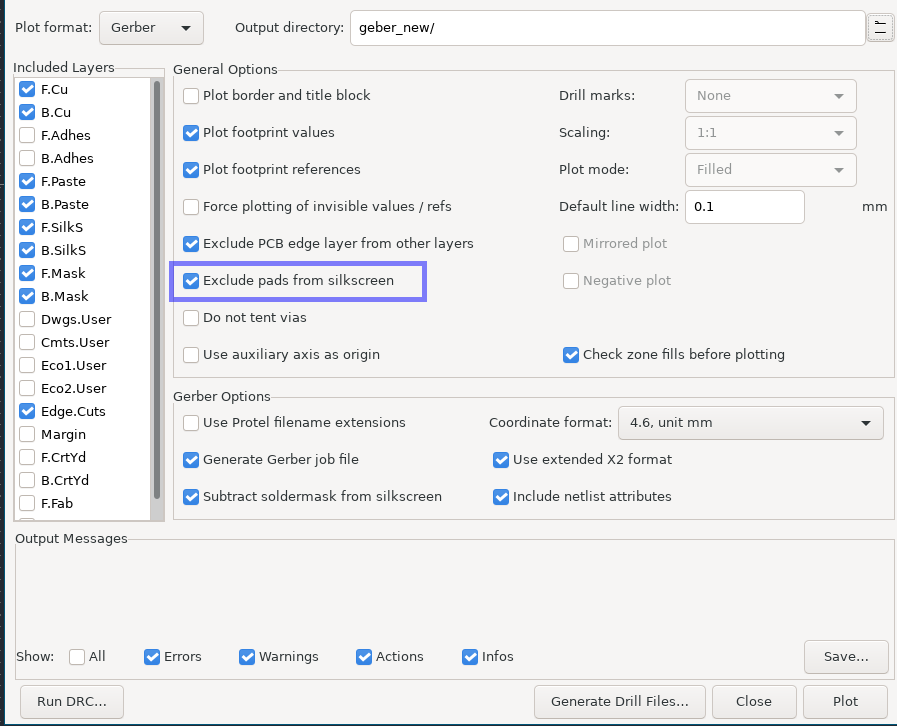 Plot format: Gerber Output directory: geber_new/
Included Layers
F.Cu
B.Cu
F.Adhes
B.Adhes
F.Paste
B.Paste
F.SilkS
B.SilkS
F.Mask
B.Mask
Dwgs.User
Cmts.User
Eco1.User
Eco2.User
Edge.Cuts
Margin
F.CrtYd
B.CrtYd
F.Fab
General Options
Plot border and title block Drill marks: None
Plot footprint values Scaling: 1:1
Plot footprint references Plot mode: Filled
Force plotting of invisible values / refs Default line width: 0.1 mm
Exclude PCB edge layer from other layers Mirrored plot
Exclude pads from silkscreen Negative plot
Do not tent vias
Use auxiliary axis as origin Check zone fills before plotting
Gerber Options
Use Protel filename extensions Coordinate format: 4.6, unit mm
Generate Gerber job file Use extended X2 format
Subtract soldermask from silkscreen Include netlist attributes
Output Messages
Show: All Errors Warnings Actions Infos Save...
Run DRC... Generate Drill Files... Close Plot